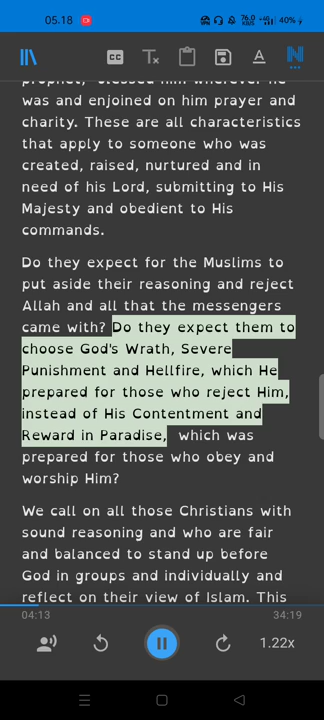 05.18
76.0 KB/S
4G
40%
CC
prophet, blessed him wherever he
was and enjoined on him prayer and
charity. These are all characteristics
that apply to someone who was
created, raised, nurtured and in
need of his Lord, submitting to His
Majesty and obedient to His
commands.
Do they expect for the Muslims to
put aside their reasoning and reject
Allah and all that the messengers
came with? Do they expect them to
choose God's Wrath, Severe
Punishment and Hellfire, which He
prepared for those who reject Him,
instead of His Contentment and
Reward in Paradise,  which was
prepared for those who obey and
worship Him?
We call on all those Christians with
sound reasoning and who are fair
and balanced to stand up before
God in groups and individually and
reflect on their view of Islam. This
04:13
34:19
1.22x